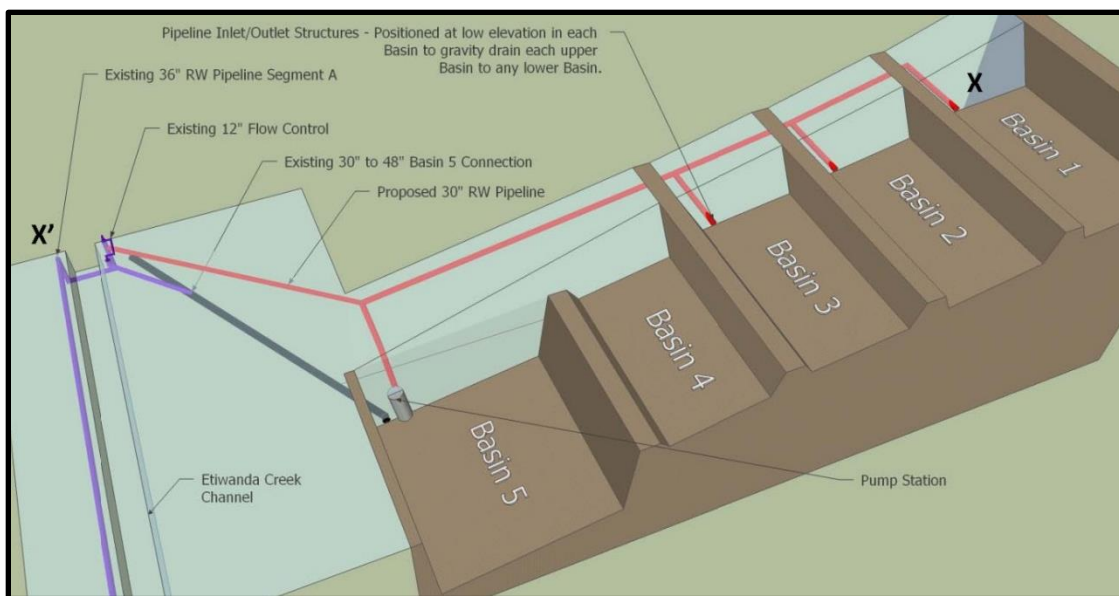 Pipeline Inlet/Outlet Structures - Positioned at low elevation in each
Basin to gravity drain each upper
Basin to any lower Basin.
Existing 36" RW Pipeline Segment A
X
Existing 12" Flow Control
Basin 1
Existing 30" to 48" Basin 5 Connection
Proposed 30" RW Pipeline
Basin 2
X’
Basin 3
Basin 4
Basin 5
Etiwanda Creek
Channel
Pump Station